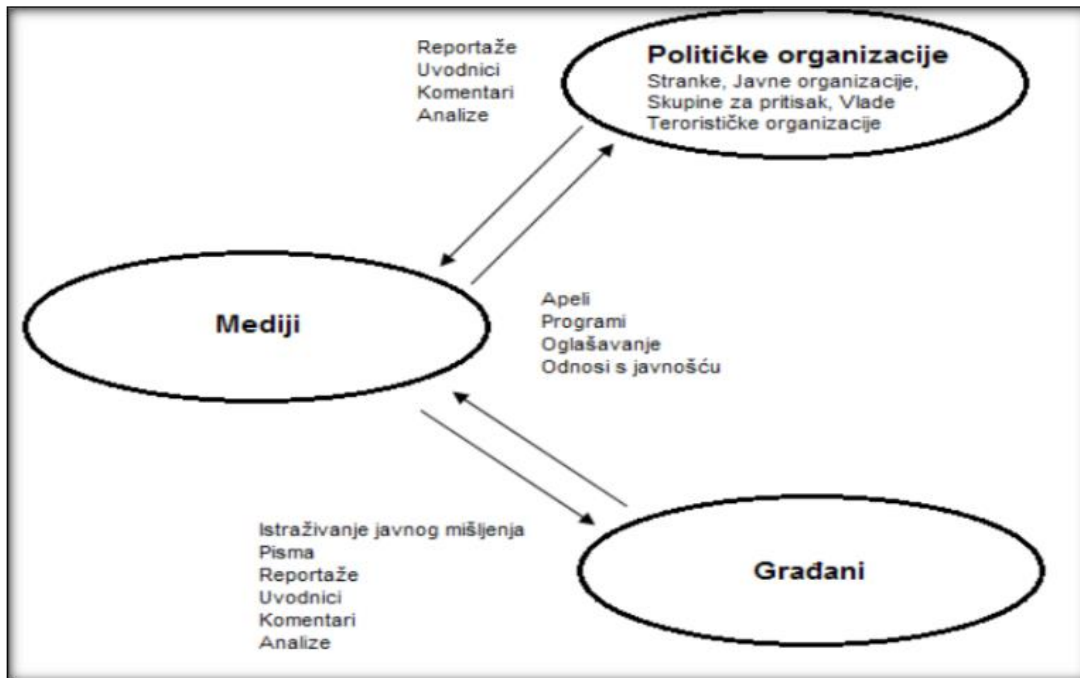 Reportaže
Uvodnici
Komentari
Analize
Političke organizacije
Stranke, Javne organizacije,
Skupine za pritisak, Vlade
Terorističke organizacije
Mediji
Apeli
Programi
Oglašavanje
Odnosi s javnošću
Istraživanje javnog mišljenja
Pisma
Reportaže
Uvodnici
Komentari
Analize
Građani